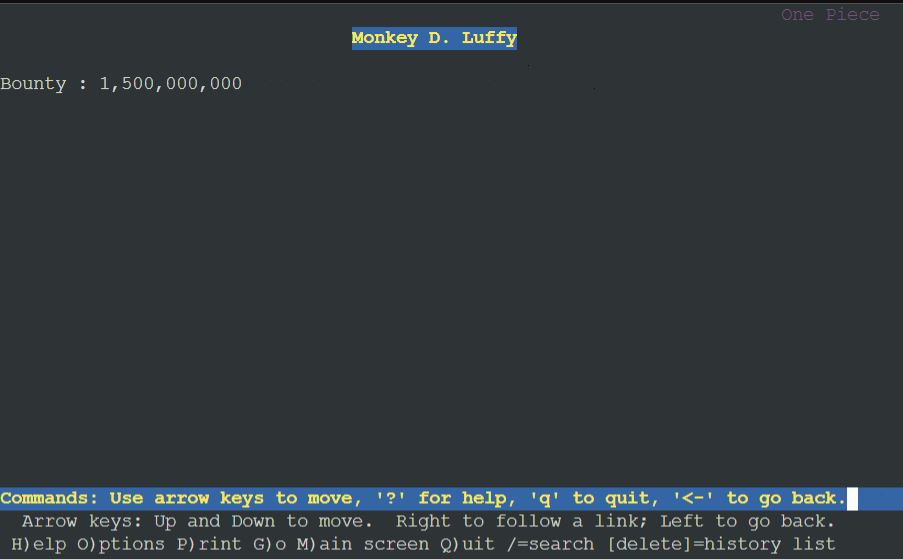 One Piece
Monkey D. Luffy
Bounty : 1,500,000,000
Commands: Use arrow keys to move, '?' for help, 'q' to quit, '<-' to go back.
Arrow keys: Up and Down to move.  Right to follow a link; Left to go back.
H)elp O)ptions P)rint G)o M)ain screen Q)uit /=search [delete]=history list